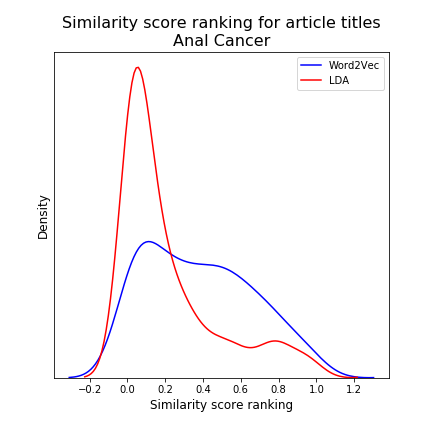 Similarity score ranking for article titles
Anal Cancer
Word2Vec
LDA
Density
−0.2 0.0 0.2 0.4 0.6 0.8 1.0 1.2
Similarity score ranking